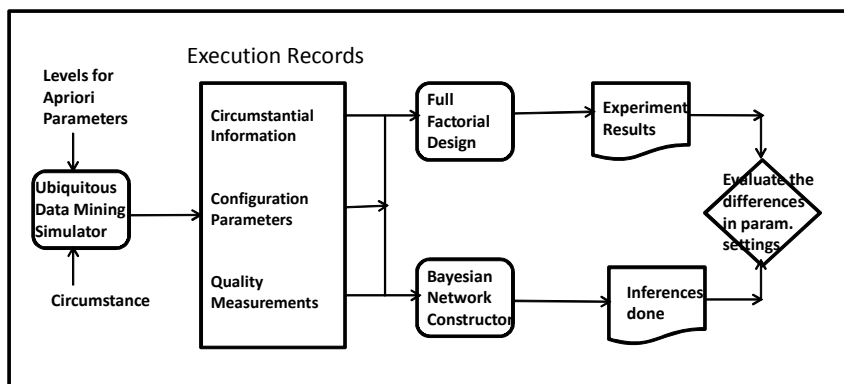 Execution Records
Levels for
Apriori
Parameters
Ubiquitous
Data Mining
Simulator
Circumstance
Circumstantial
Information
Configuration
Parameters
Quality
Measurements
Full
Factorial
Design
Experiment
Results
Bayesian
Network
Constructor
Inferences
done
Evaluate the
differences
in param.
settings